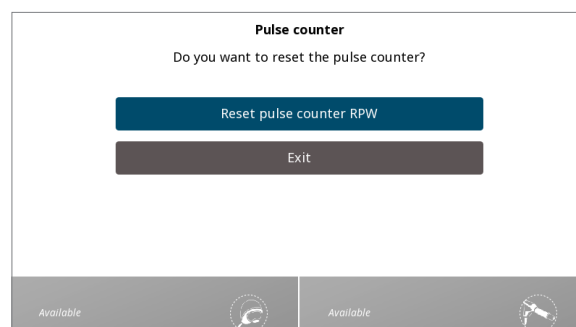 Pulse counter
Do you want to reset the pulse counter?
Reset pulse counter RPW
Exit
Available
Available